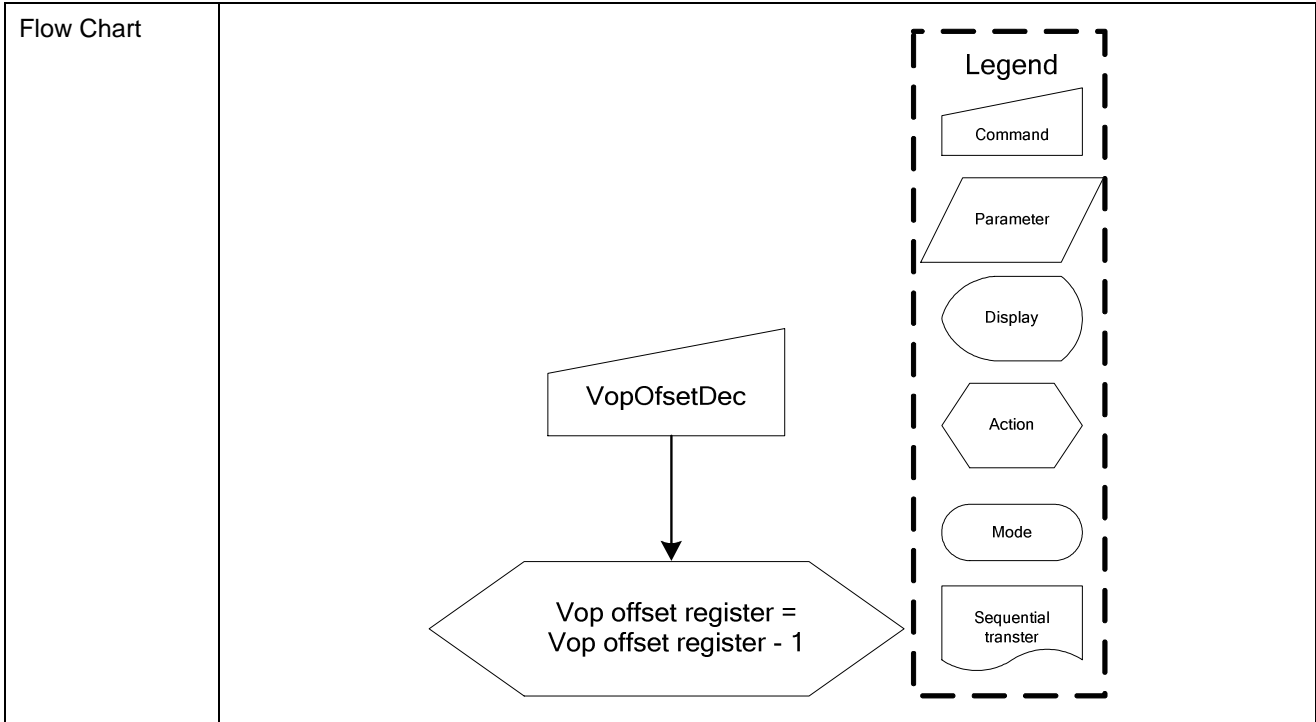 Flow Chart
VopOfsetDec
Vop offset register =
Vop offset register - 1
Legend
Command
Parameter
Display
Action
Mode
Sequential
transter